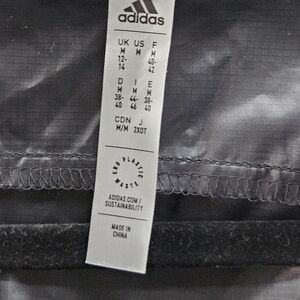 adidas
UK US F
M M M
12- 40-
14 42
D I E
M M M
38- 44- 38-
40 46 40
CDN J
M/M 2XOT
END PLASTIC WASTE
ADIDAS.COM/
SUSTAINABILITY
MADE IN
CHINA